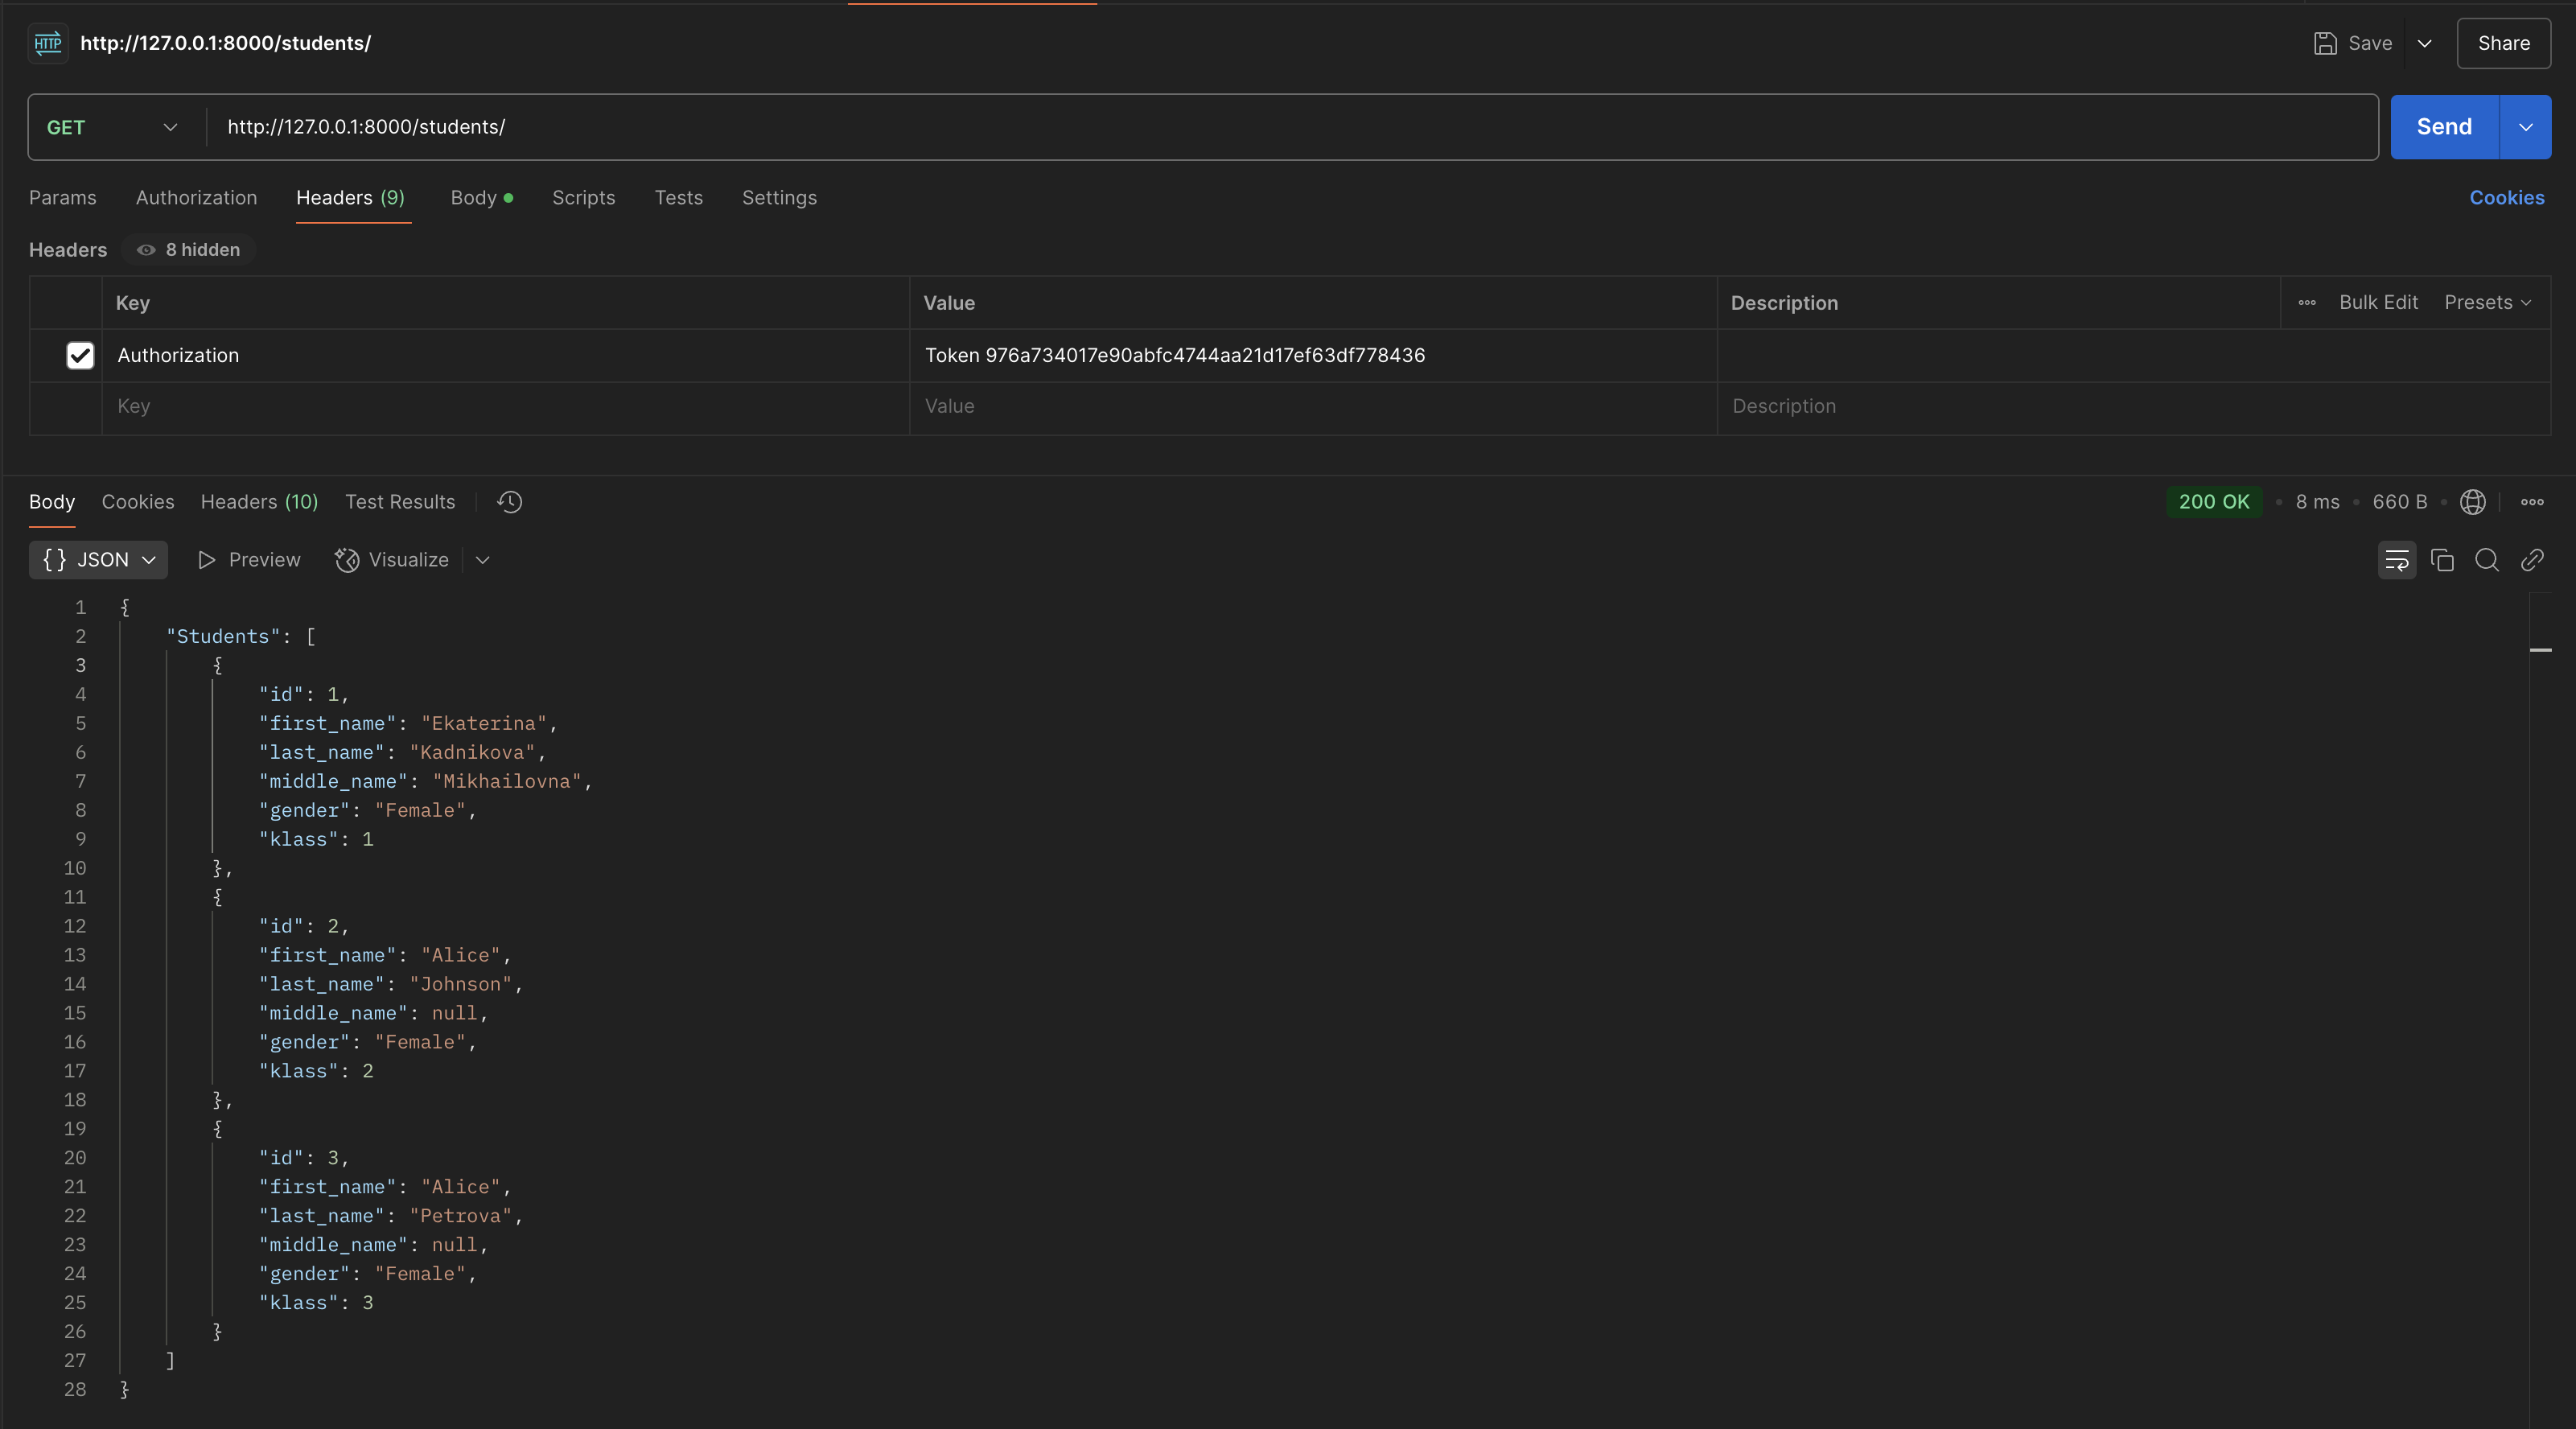 HTTP http://127.0.0.1:8000/students/ Save Share
GET http://127.0.0.1:8000/students/ Send
Params Authorization Headers (9) Body Scripts Tests Settings Cookies
Headers 8 hidden
Key Value Description Bulk Edit Presets
Authorization Token 976a734017e90abfc4744aa21d17ef63df778436
Key Value Description
Body Cookies Headers (10) Test Results 200 OK 8 ms 660 B
{} JSON Preview Visualize
1 {
2 "Students": [
3 {
4 "id": 1,
5 "first_name": "Ekaterina",
6 "last_name": "Kadnikova",
7 "middle_name": "Mikhailovna",
8 "gender": "Female",
9 "klass": 1
10 },
11 {
12 "id": 2,
13 "first_name": "Alice",
14 "last_name": "Johnson",
15 "middle_name": null,
16 "gender": "Female",
17 "klass": 2
18 },
19 {
20 "id": 3,
21 "first_name": "Alice",
22 "last_name": "Petrova",
23 "middle_name": null,
24 "gender": "Female",
25 "klass": 3
26 }
27 ]
28 }